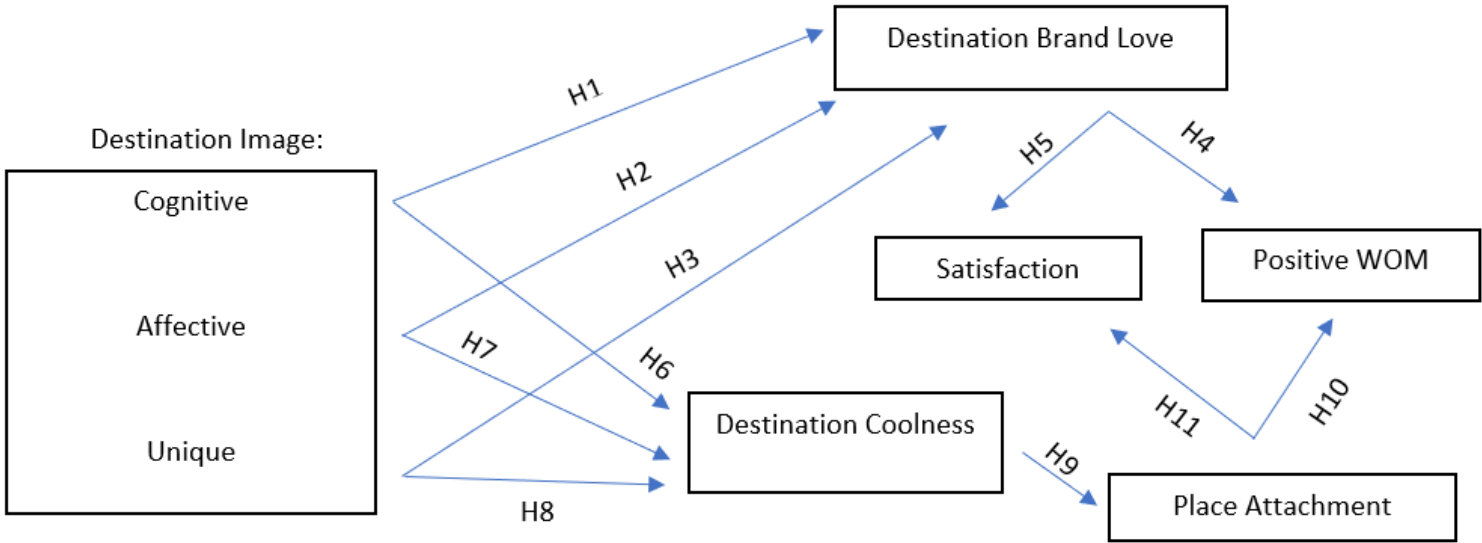 Destination Brand Love
H1
Destination Image:
H2
H5
H4
Cognitive
H3
Satisfaction
Positive WOM
Affective
H7
H6
H11
H10
Destination Coolness
Unique
H9
H8
Place Attachment